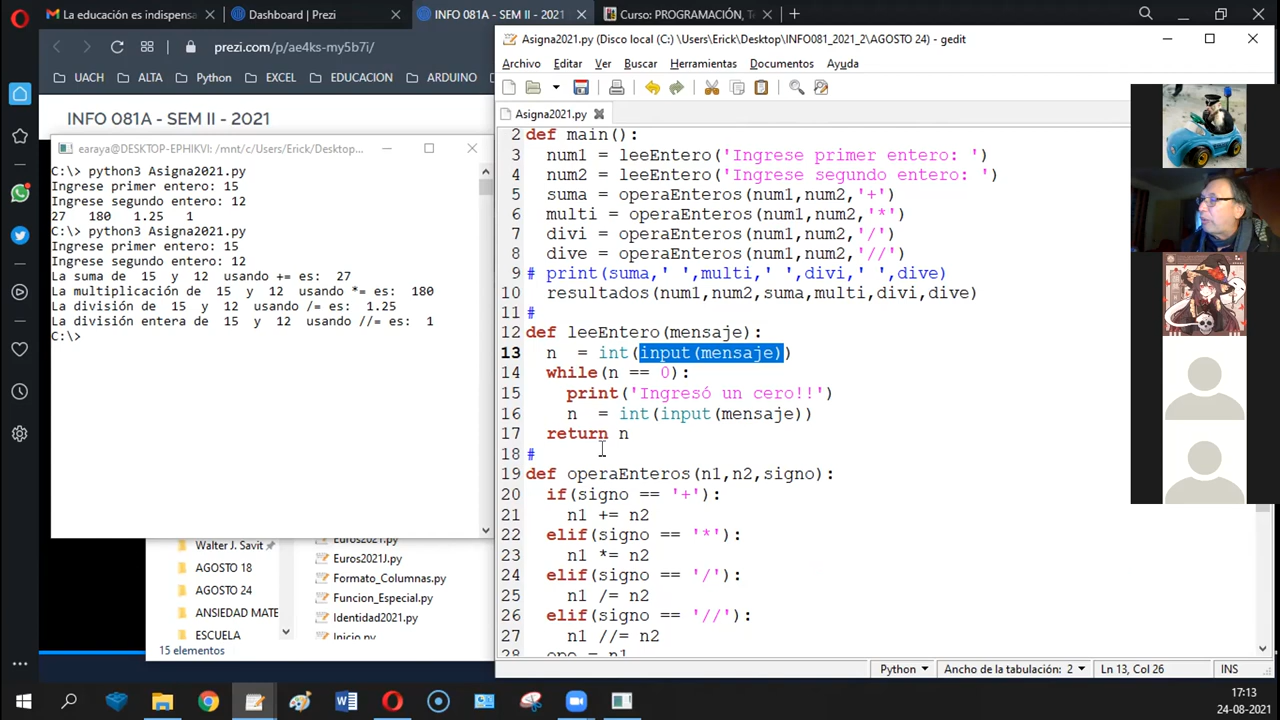 La educación es indispensa
Dashboard | Prezi
INFO 081A - SEM II - 2021
Curso: PROGRAMACIÓN, Te
prezi.com/p/ae4ks-my5b7i/
UACH
ALTA
Python
EXCEL
EDUCACION
ARDUINO
INFO 081A - SEM II - 2021
earaya@DESKTOP-EPHIKVI: /mnt/c/Users/Erick/Desktop...
C:\> python3 Asigna2021.py
Ingrese primer entero: 15
Ingrese segundo entero: 12
27 180 1.25 1
C:\> python3 Asigna2021.py
Ingrese primer entero: 15
Ingrese segundo entero: 12
La suma de 15 y 12 usando += es: 27
La multiplicación de 15 y 12 usando *= es: 180
La división de 15 y 12 usando /= es: 1.25
La división entera de 15 y 12 usando //= es: 1
C:\>
Walter J. Savit
AGOSTO 18
AGOSTO 24
ANSIEDAD MATE
ESCUELA
Euros2021.py
Euros2021J.py
Formato_Columnas.py
Funcion_Especial.py
Identidad2021.py
Inicio.py
15 elementos
Asigna2021.py (Disco local (C:) \Users\Erick\Desktop\INFO081_2021_2\AGOSTO 24) - gedit
Archivo Editar Ver Buscar Herramientas Documentos Ayuda
Asigna2021.py
2 def main():
3 num1 = leeEntero('Ingrese primer entero: ')
4 num2 = leeEntero('Ingrese segundo entero: ')
5 suma = operaEnteros(num1,num2,'+')
6 multi = operaEnteros(num1,num2,'*')
7 divi = operaEnteros(num1,num2,'/')
8 dive = operaEnteros(num1,num2,'//')
9 # print(suma,' ',multi,' ',divi,' ',dive)
10 resultados(num1,num2,suma,multi,divi,dive)
11 #
12 def leeEntero(mensaje):
13 n = int(input(mensaje))
14 while(n == 0):
15 print('Ingresó un cero!!')
16 n = int(input(mensaje))
17 return n
18 #
19 def operaEnteros(n1,n2,signo):
20 if(signo == '+'):
21 n1 += n2
22 elif(signo == '*'):
23 n1 *= n2
24 elif(signo == '/'):
25 n1 /= n2
26 elif(signo == '//'):
27 n1 //= n2
28 ope = n1
Python Ancho de la tabulación: 2 Ln 13, Col 26 INS
17:13
24-08-2021